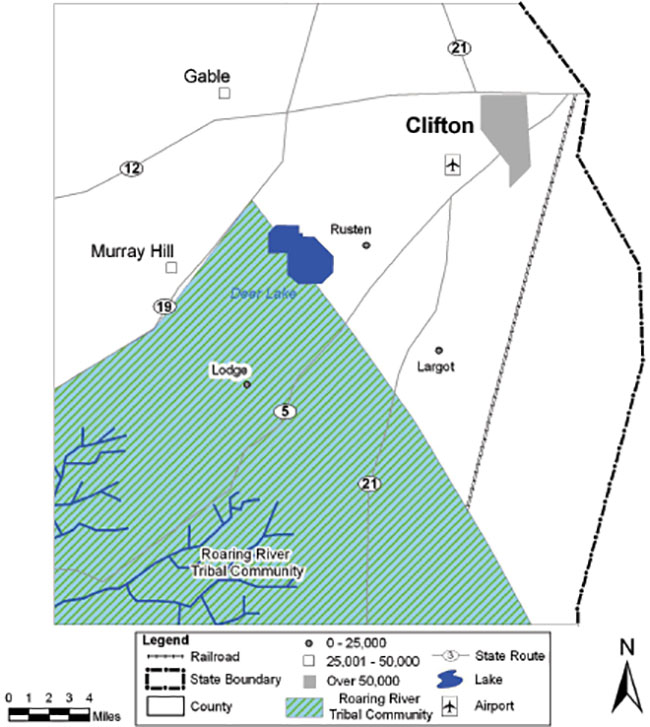 21
Gable
Clifton
12
Rusten
Murray Hill
Deer Lake
19
Lodge
Largot
5
21
Roaring River
Tribal Community
Legend
Railroad
State Boundary
County
0 - 25,000
25,001 - 50,000
Over 50,000
Roaring River
Tribal Community
3 State Route
Lake
Airport
N
0 1 2 3 4
Miles